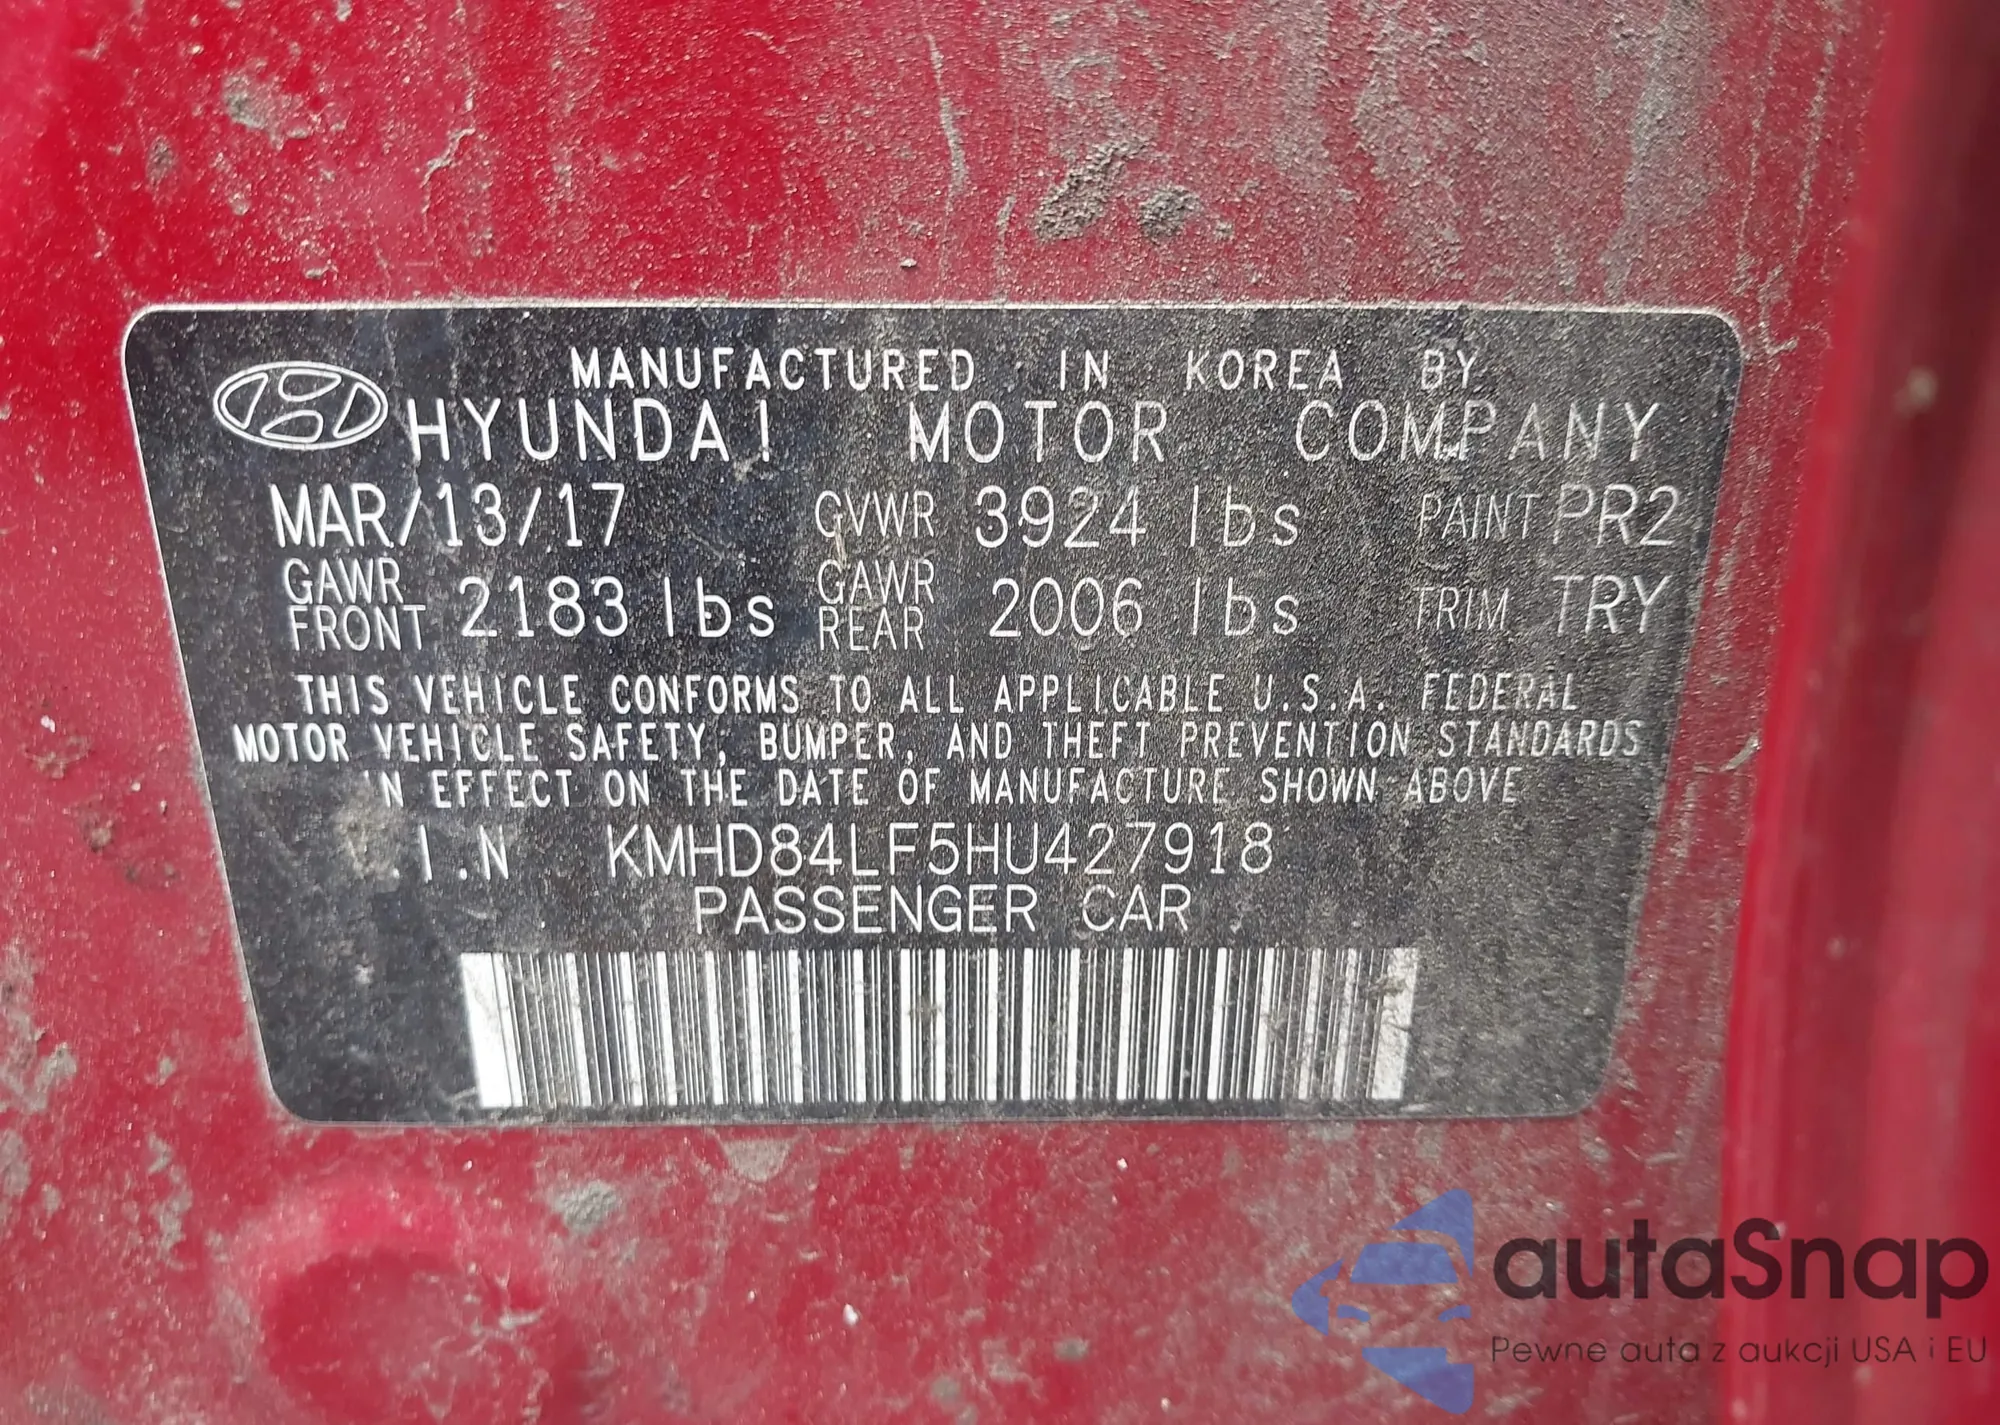 MANUFACTURED IN KOREA BY
HYUNDAI MOTOR COMPANY
MAR/13/17 GVWR 3924 lbs PAINT PR2
GAWR FRONT 2183 lbs GAWR REAR 2006 lbs TRIM TRY
THIS VEHICLE CONFORMS TO ALL APPLICABLE U.S.A. FEDERAL
MOTOR VEHICLE SAFETY, BUMPER, AND THEFT PREVENTION STANDARDS
IN EFFECT ON THE DATE OF MANUFACTURE SHOWN ABOVE
.I.N KMHD84LF5HU427918
PASSENGER CAR
autaSnap
Pewne auta z aukcji USA i EU